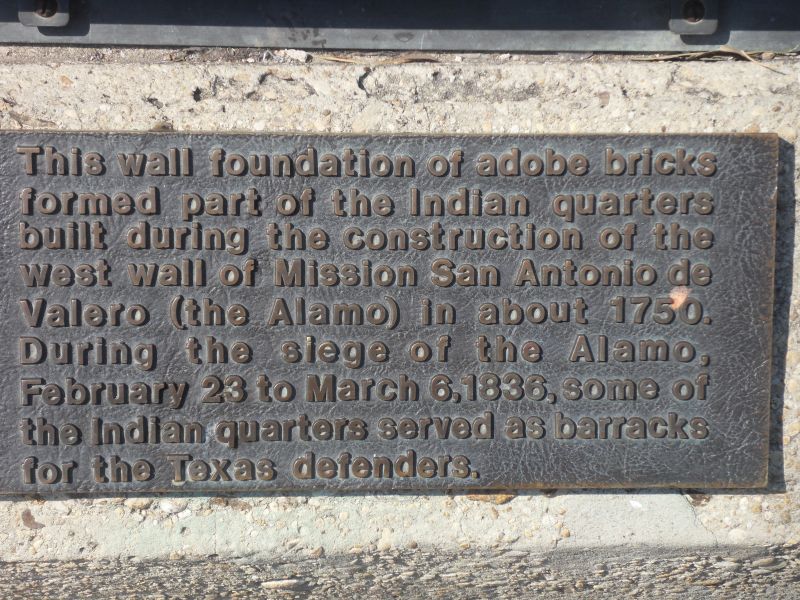 This wall foundation of adobe bricks
formed part of the Indian quarters
built during the construction of the
west wall of Mission San Antonio de
Valero (the Alamo) in about 1750.
During the siege of the Alamo,
February 23 to March 6,1836, some of
the Indian quarters served as barracks
for the Texas defenders.